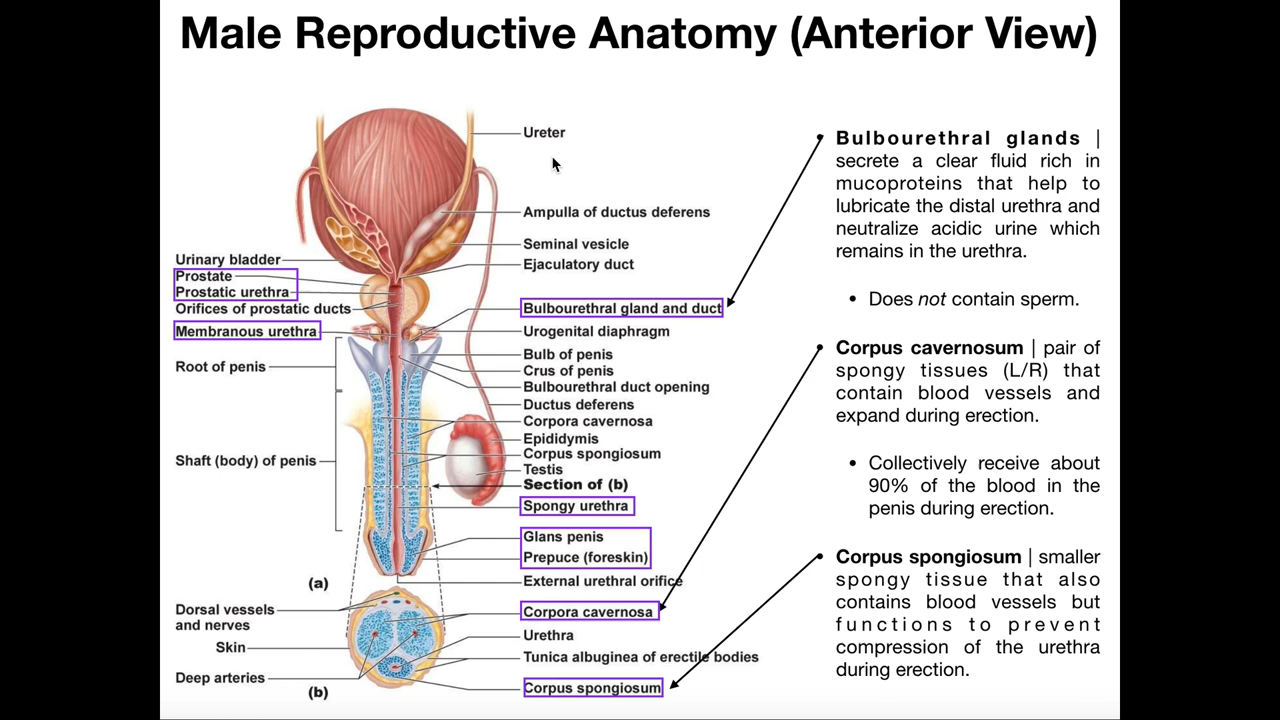 Male Reproductive Anatomy (Anterior View)
Ureter
Ampulla of ductus deferens
Seminal vesicle
Ejaculatory duct
Urinary bladder
Prostate
Prostatic urethra
Orifices of prostatic ducts
Membranous urethra
Root of penis
Shaft (body) of penis
Bulbourethral gland and duct
Urogenital diaphragm
Bulb of penis
Crus of penis
Bulbourethral duct opening
Ductus deferens
Corpora cavernosa
Epididymis
Corpus spongiosum
Testis
Section of (b)
Spongy urethra
Glans penis
Prepuce (foreskin)
External urethral orifice
(a)
Dorsal vessels
and nerves
Skin
Deep arteries
(b)
Corpora cavernosa
Urethra
Tunica albuginea of erectile bodies
Corpus spongiosum
• Bulbourethral glands |
secrete a clear fluid rich in
mucoproteins that help to
lubricate the distal urethra and
neutralize acidic urine which
remains in the urethra.
• Does not contain sperm.
• Corpus cavernosum | pair of
spongy tissues (L/R) that
contain blood vessels and
expand during erection.
• Collectively receive about
90% of the blood in the
penis during erection.
• Corpus spongiosum | smaller
spongy tissue that also
contains blood vessels but
functions to prevent
compression of the urethra
during erection.